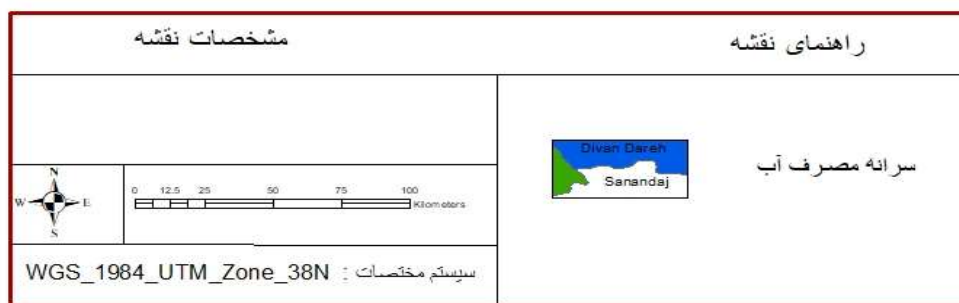 راهنمای نقشه
مشخصات نقشه
سرانه مصرف آب
Divan Dareh
Sanandaj
N
W E
S
0 12.5 25 50 75 100
Kilometers
سیستم مختصات : WGS_1984_UTM_Zone_38N